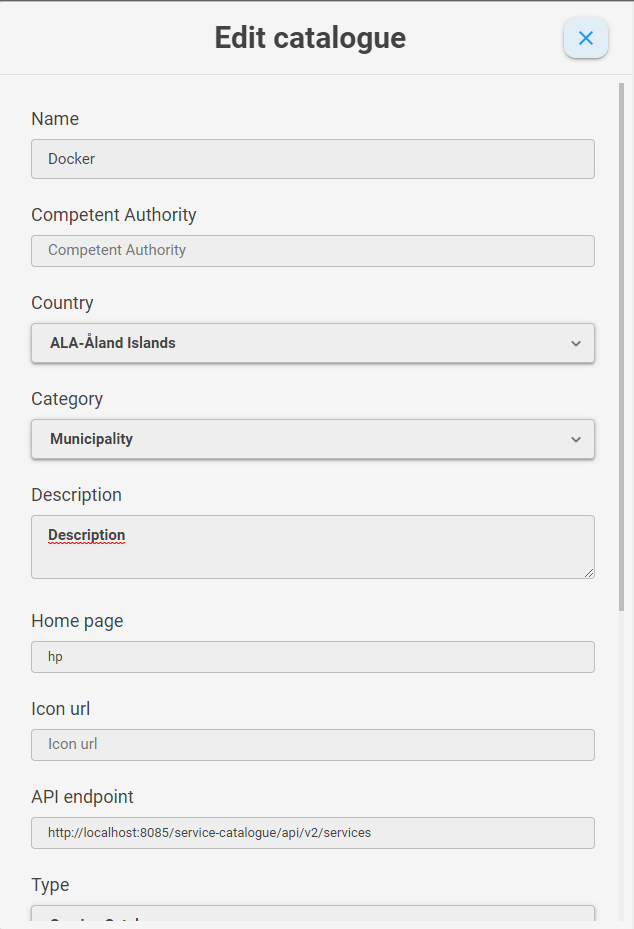 Edit catalogue
Name
Docker
Competent Authority
Competent Authority
Country
ALA-Åland Islands
Category
Municipality
Description
Description
Home page
hp
Icon url
Icon url
API endpoint
http://localhost:8085/service-catalogue/api/v2/services
Type